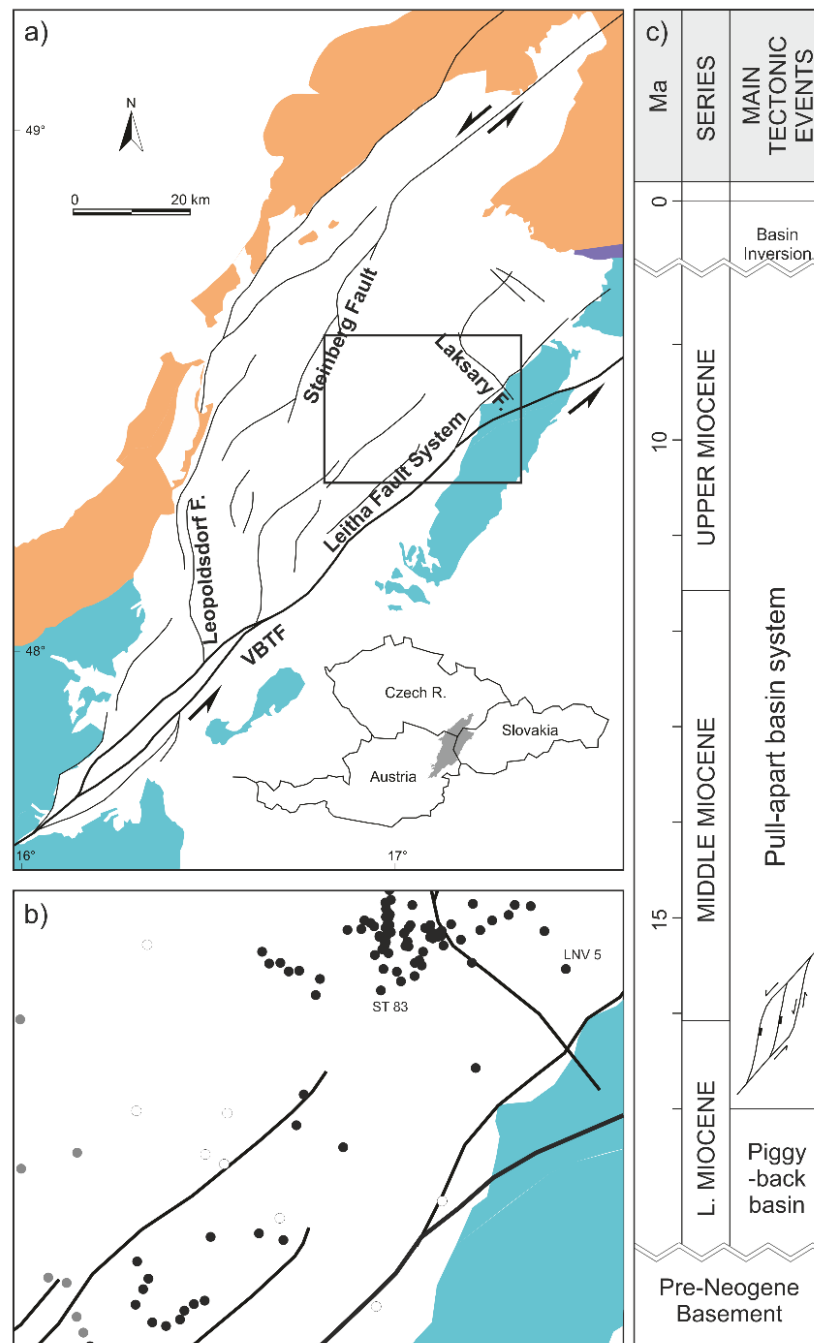 a)
N
49°
0 20 km
Steinberg Fault
Laksary F.
Leitha Fault System
Leopoldsdorf F.
VBTF
48°
Czech R.
Slovakia
Austria
16°
17°
b)
LNV 5
ST 83
c)
Ma
SERIES
MAIN
TECTONIC
EVENTS
0
Basin
Inversion
UPPER MIOCENE
10
Pull-apart basin system
MIDDLE MIOCENE
15
L. MIOCENE
Piggy
-back
basin
Pre-Neogene
Basement